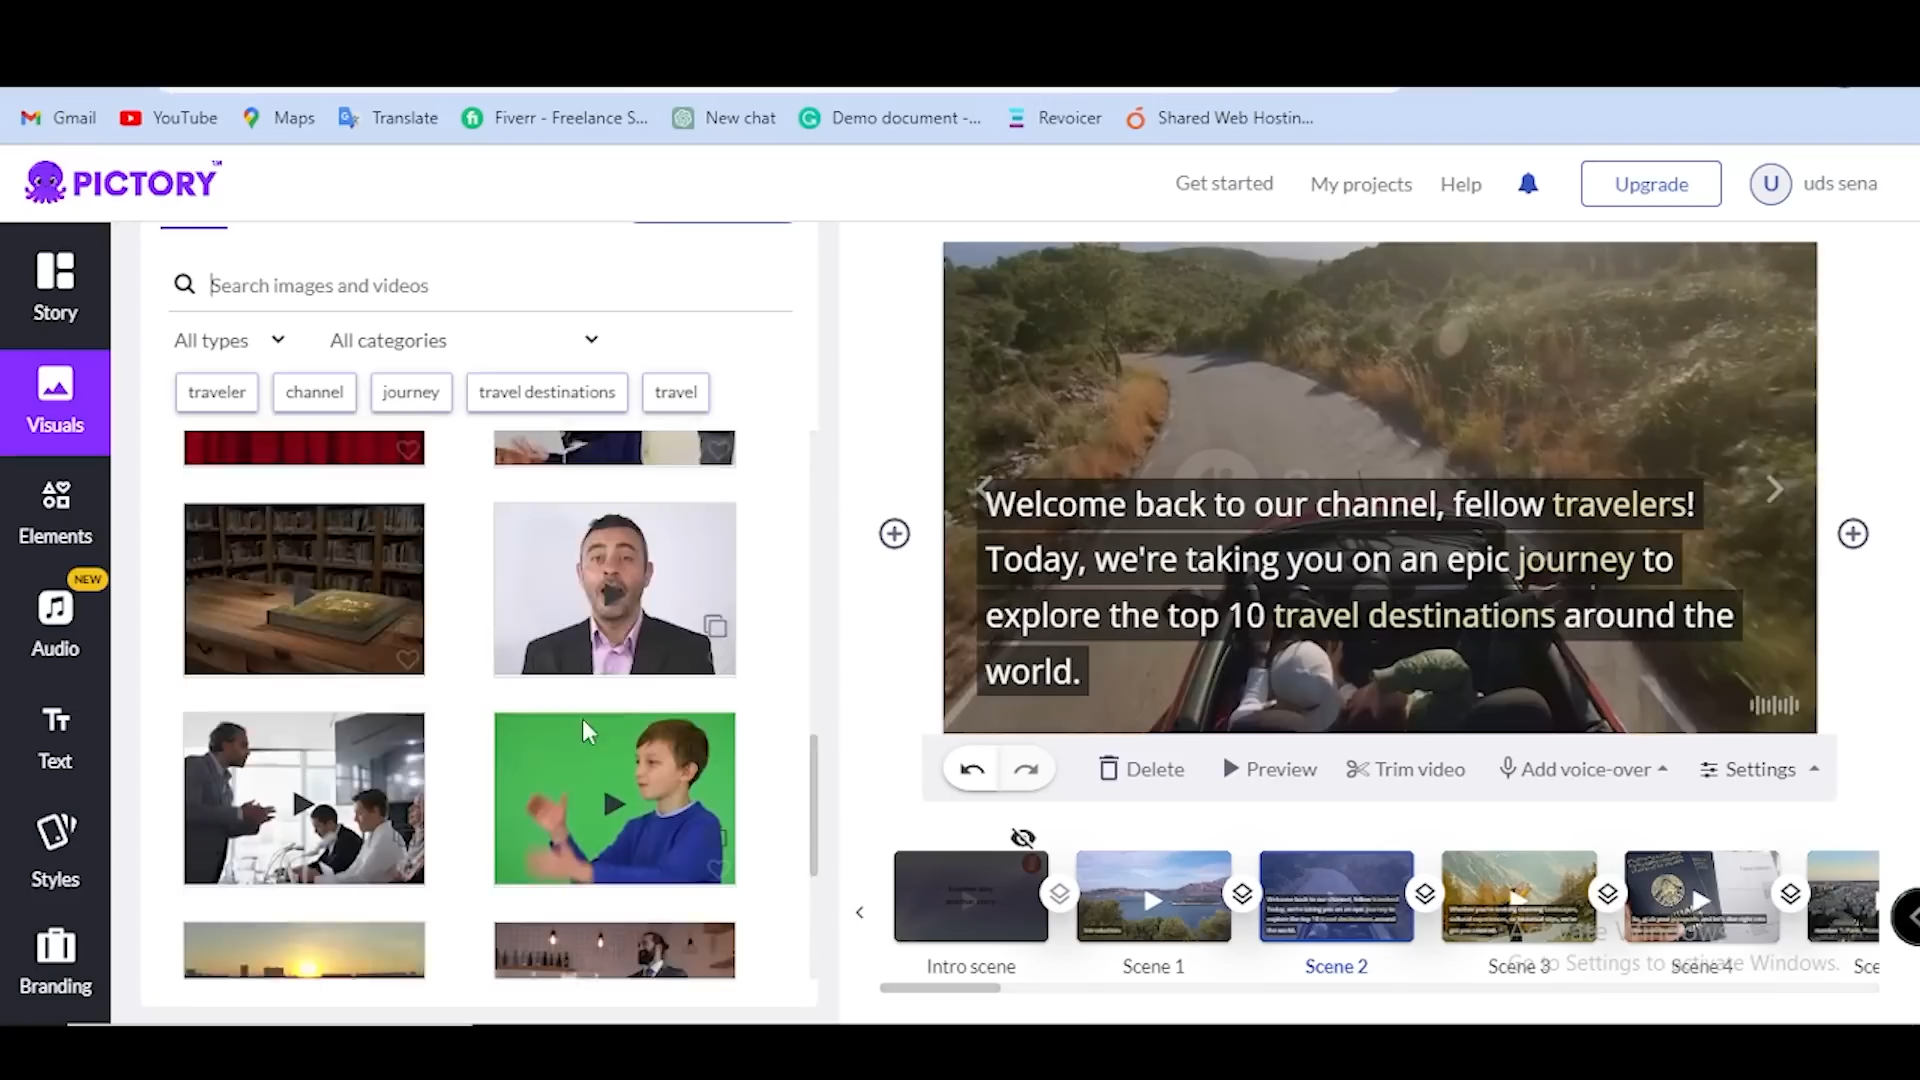 Gmail YouTube Maps Translate Fiverr - Freelance S... New chat Demo document -... Revoicer Shared Web Hostin...
PICTORY™
Get started My projects Help Upgrade U uds sena
Story
Visuals
Elements
NEW
Audio
Text
Styles
Branding
Search images and videos
All types All categories
traveler channel journey travel destinations travel
Welcome back to our channel, fellow travelers!
Today, we're taking you on an epic journey to
explore the top 10 travel destinations around the
world.
Delete Preview Trim video Add voice-over Settings
Intro scene Scene 1 Scene 2 Scene 3 Scene 4 Sce
Activate Windows
Go to Settings to activate Windows.